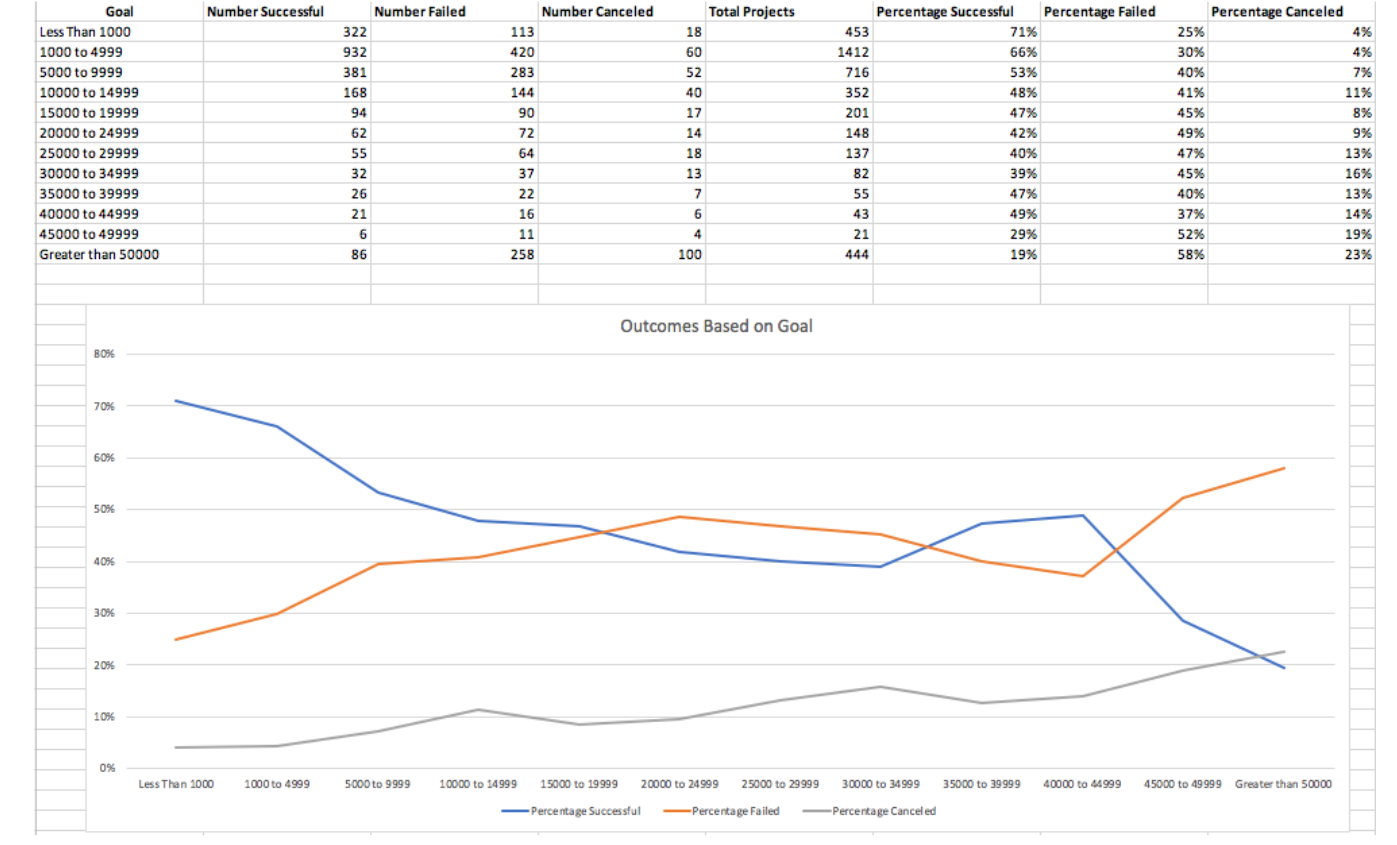 Goal Number Successful Number Failed Number Canceled Total Projects Percentage Successful Percentage Failed Percentage Canceled
Less Than 1000 322 113 18 453 71% 25% 4%
1000 to 4999 932 420 60 1412 66% 30% 4%
5000 to 9999 381 283 52 716 53% 40% 7%
10000 to 14999 168 144 40 352 48% 41% 11%
15000 to 19999 94 90 17 201 47% 45% 8%
20000 to 24999 62 72 14 148 42% 49% 9%
25000 to 29999 55 64 18 137 40% 47% 13%
30000 to 34999 32 37 13 82 39% 45% 16%
35000 to 39999 26 22 7 55 47% 40% 13%
40000 to 44999 21 16 6 43 49% 37% 14%
45000 to 49999 6 11 4 21 29% 52% 19%
Greater than 50000 86 258 100 444 19% 58% 23%
Outcomes Based on Goal
80%
70%
60%
50%
40%
30%
20%
10%
0%
Less Than 1000 1000 to 4999 5000 to 9999 10000 to 14999 15000 to 19999 20000 to 24999 25000 to 29999 30000 to 34999 35000 to 39999 40000 to 44999 45000 to 49999 Greater than 50000
Percentage Successful Percentage Failed Percentage Canceled